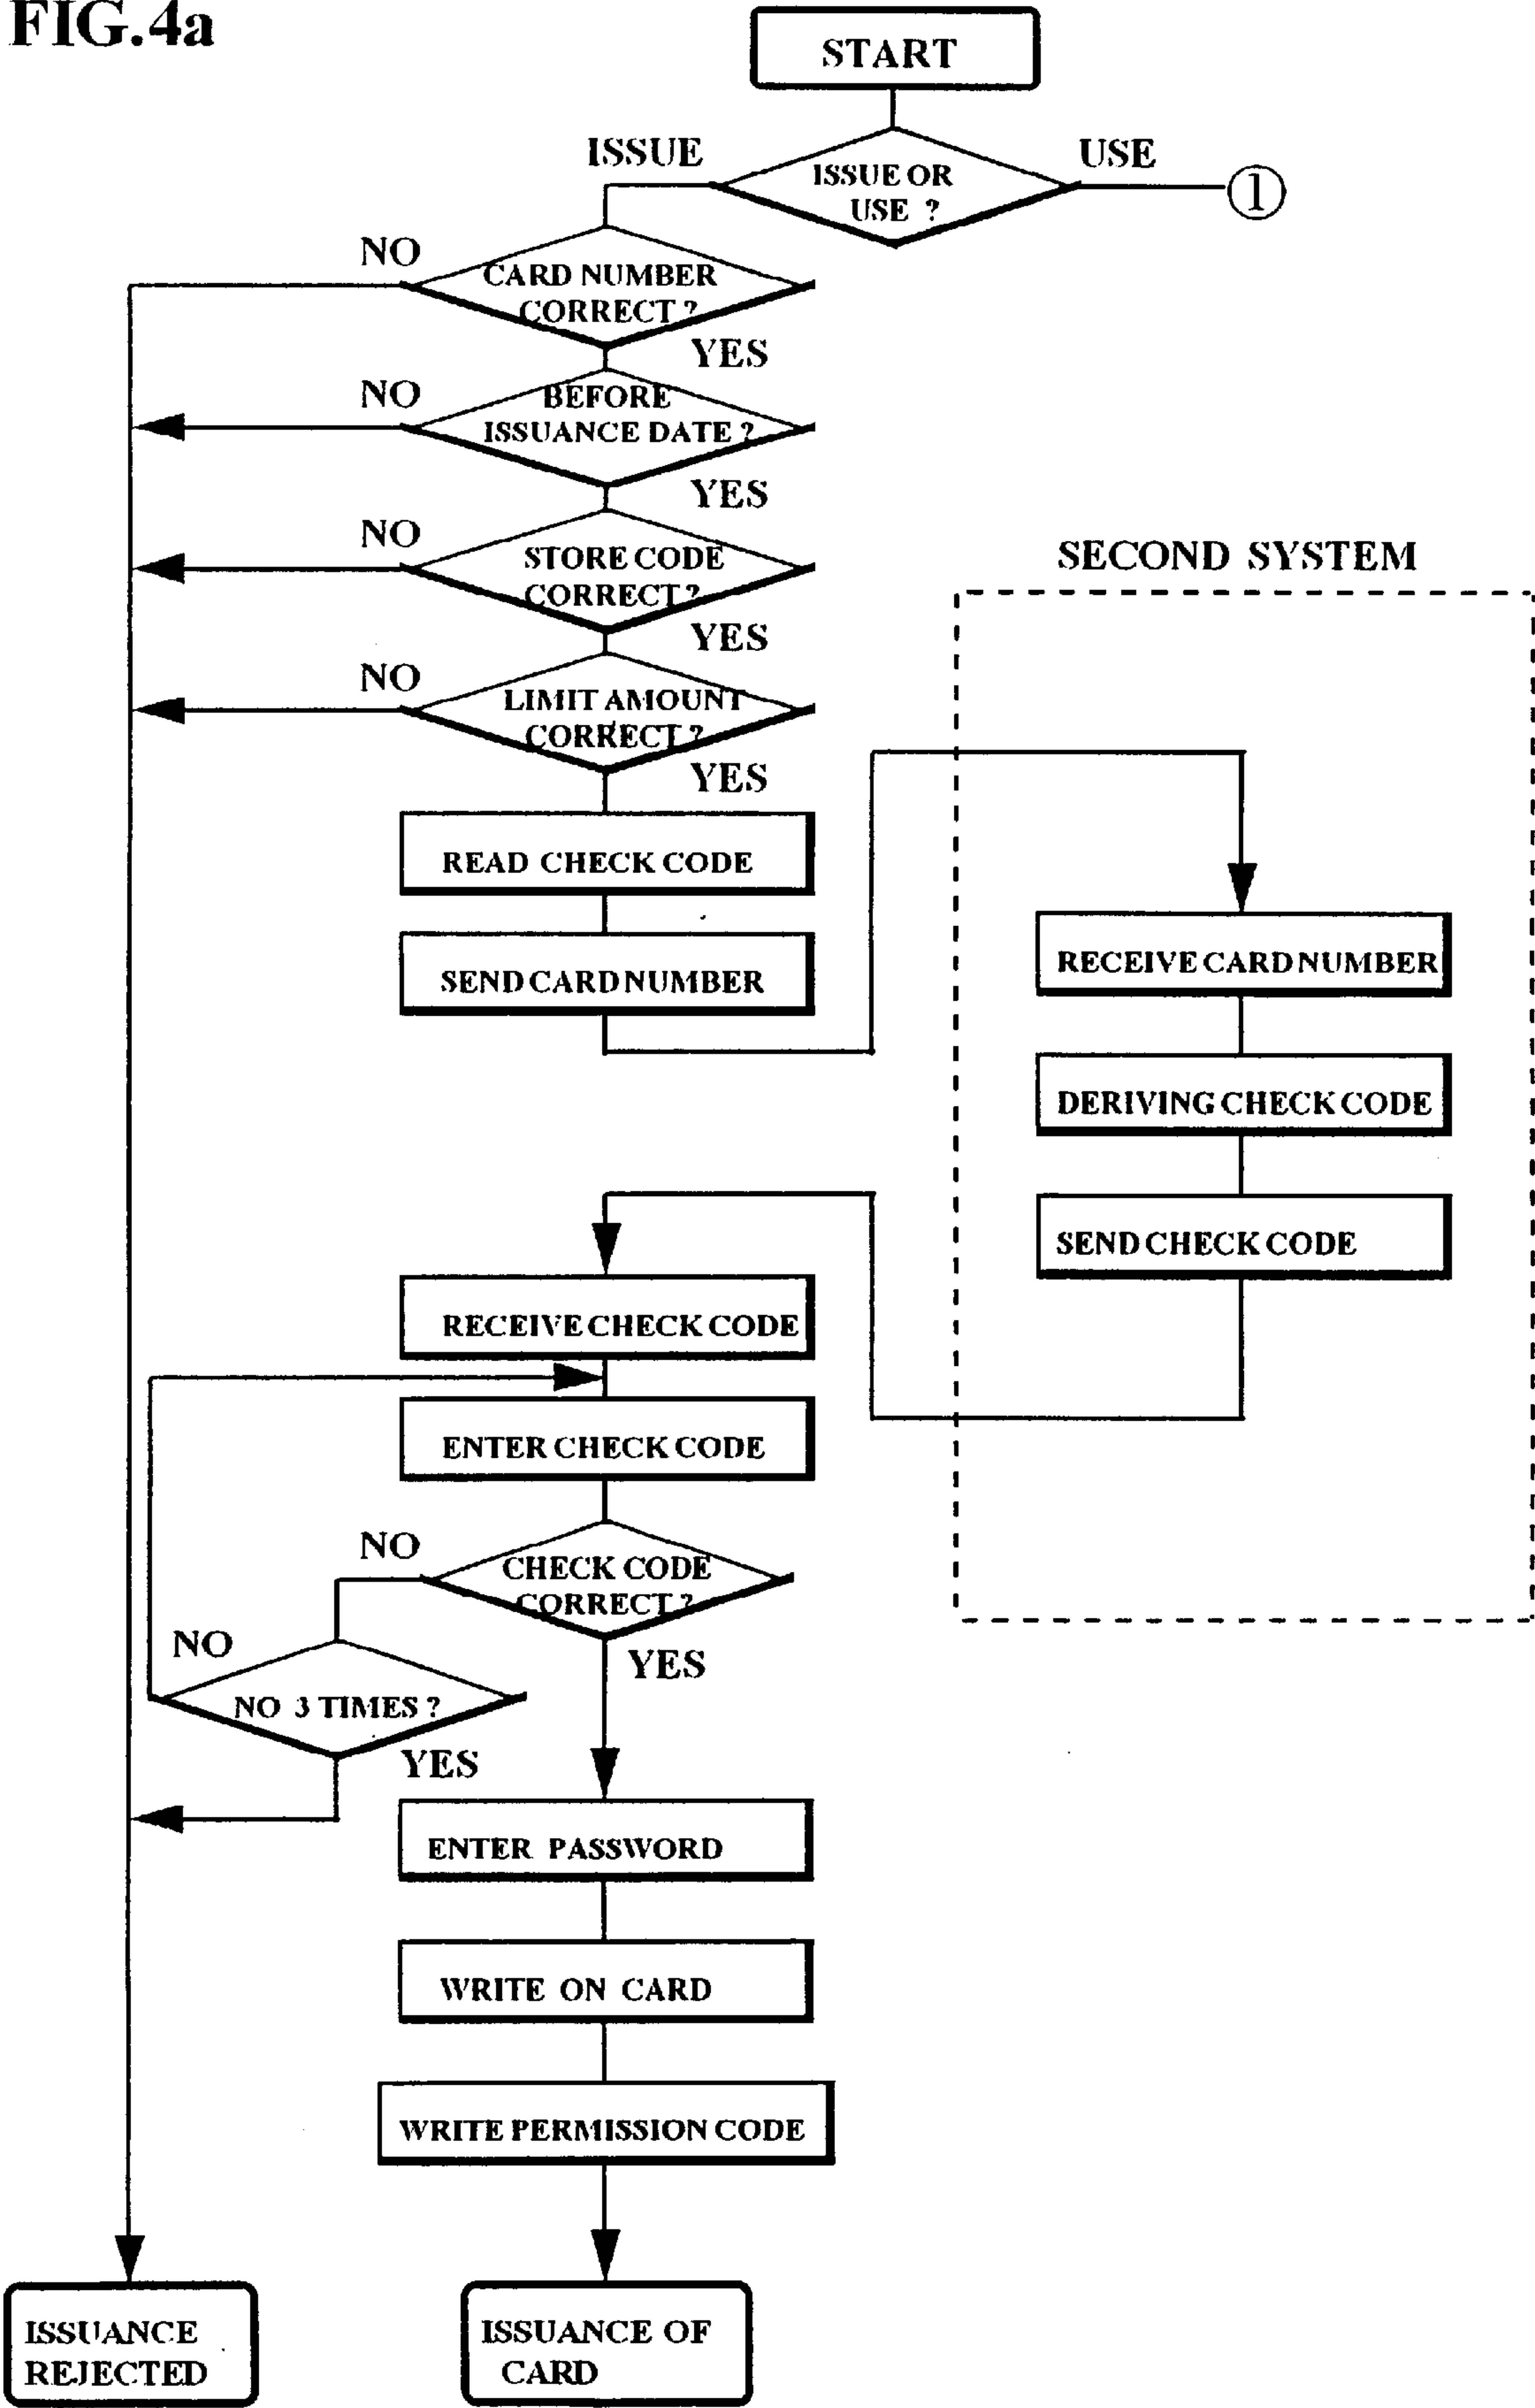 FIG.4a
START
ISSUE
USE
ISSUE OR
USE ?
1
NO
CARD NUMBER
CORRECT ?
YES
NO
BEFORE
ISSUANCE DATE ?
YES
NO
STORE CODE
CORRECT ?
YES
SECOND SYSTEM
NO
LIMIT AMOUNT
CORRECT ?
YES
READ CHECK CODE
SEND CARD NUMBER
RECEIVE CARD NUMBER
DERIVING CHECK CODE
SEND CHECK CODE
RECEIVE CHECK CODE
ENTER CHECK CODE
NO
CHECK CODE
CORRECT ?
YES
NO
NO 3 TIMES ?
YES
ENTER PASSWORD
WRITE ON CARD
WRITE PERMISSION CODE
ISSUANCE
REJECTED
ISSUANCE OF
CARD